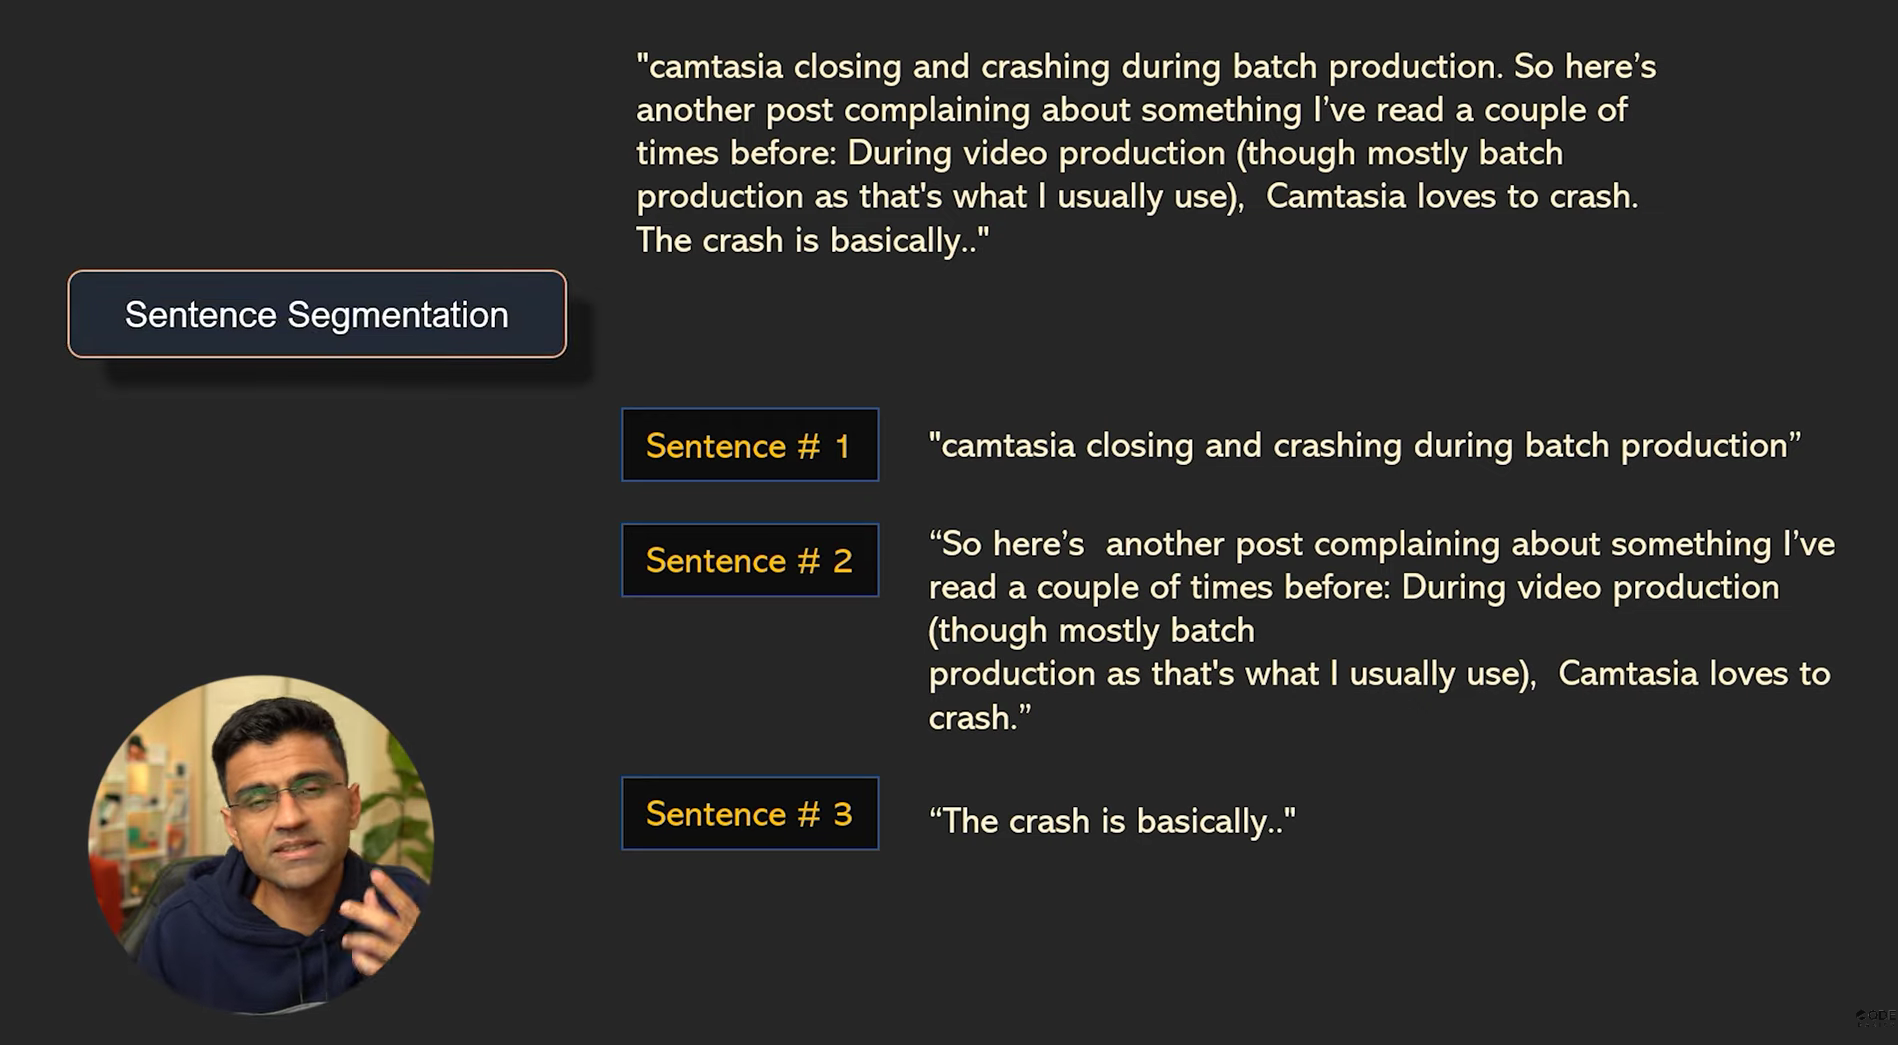 "camtasia closing and crashing during batch production. So here’s
another post complaining about something I’ve read a couple of
times before: During video production (though mostly batch
production as that's what I usually use),  Camtasia loves to crash.
The crash is basically.."
Sentence Segmentation
Sentence # 1
"camtasia closing and crashing during batch production”
Sentence # 2
“So here’s  another post complaining about something I’ve
read a couple of times before: During video production
(though mostly batch
production as that's what I usually use),  Camtasia loves to
crash.”
Sentence # 3
“The crash is basically.."